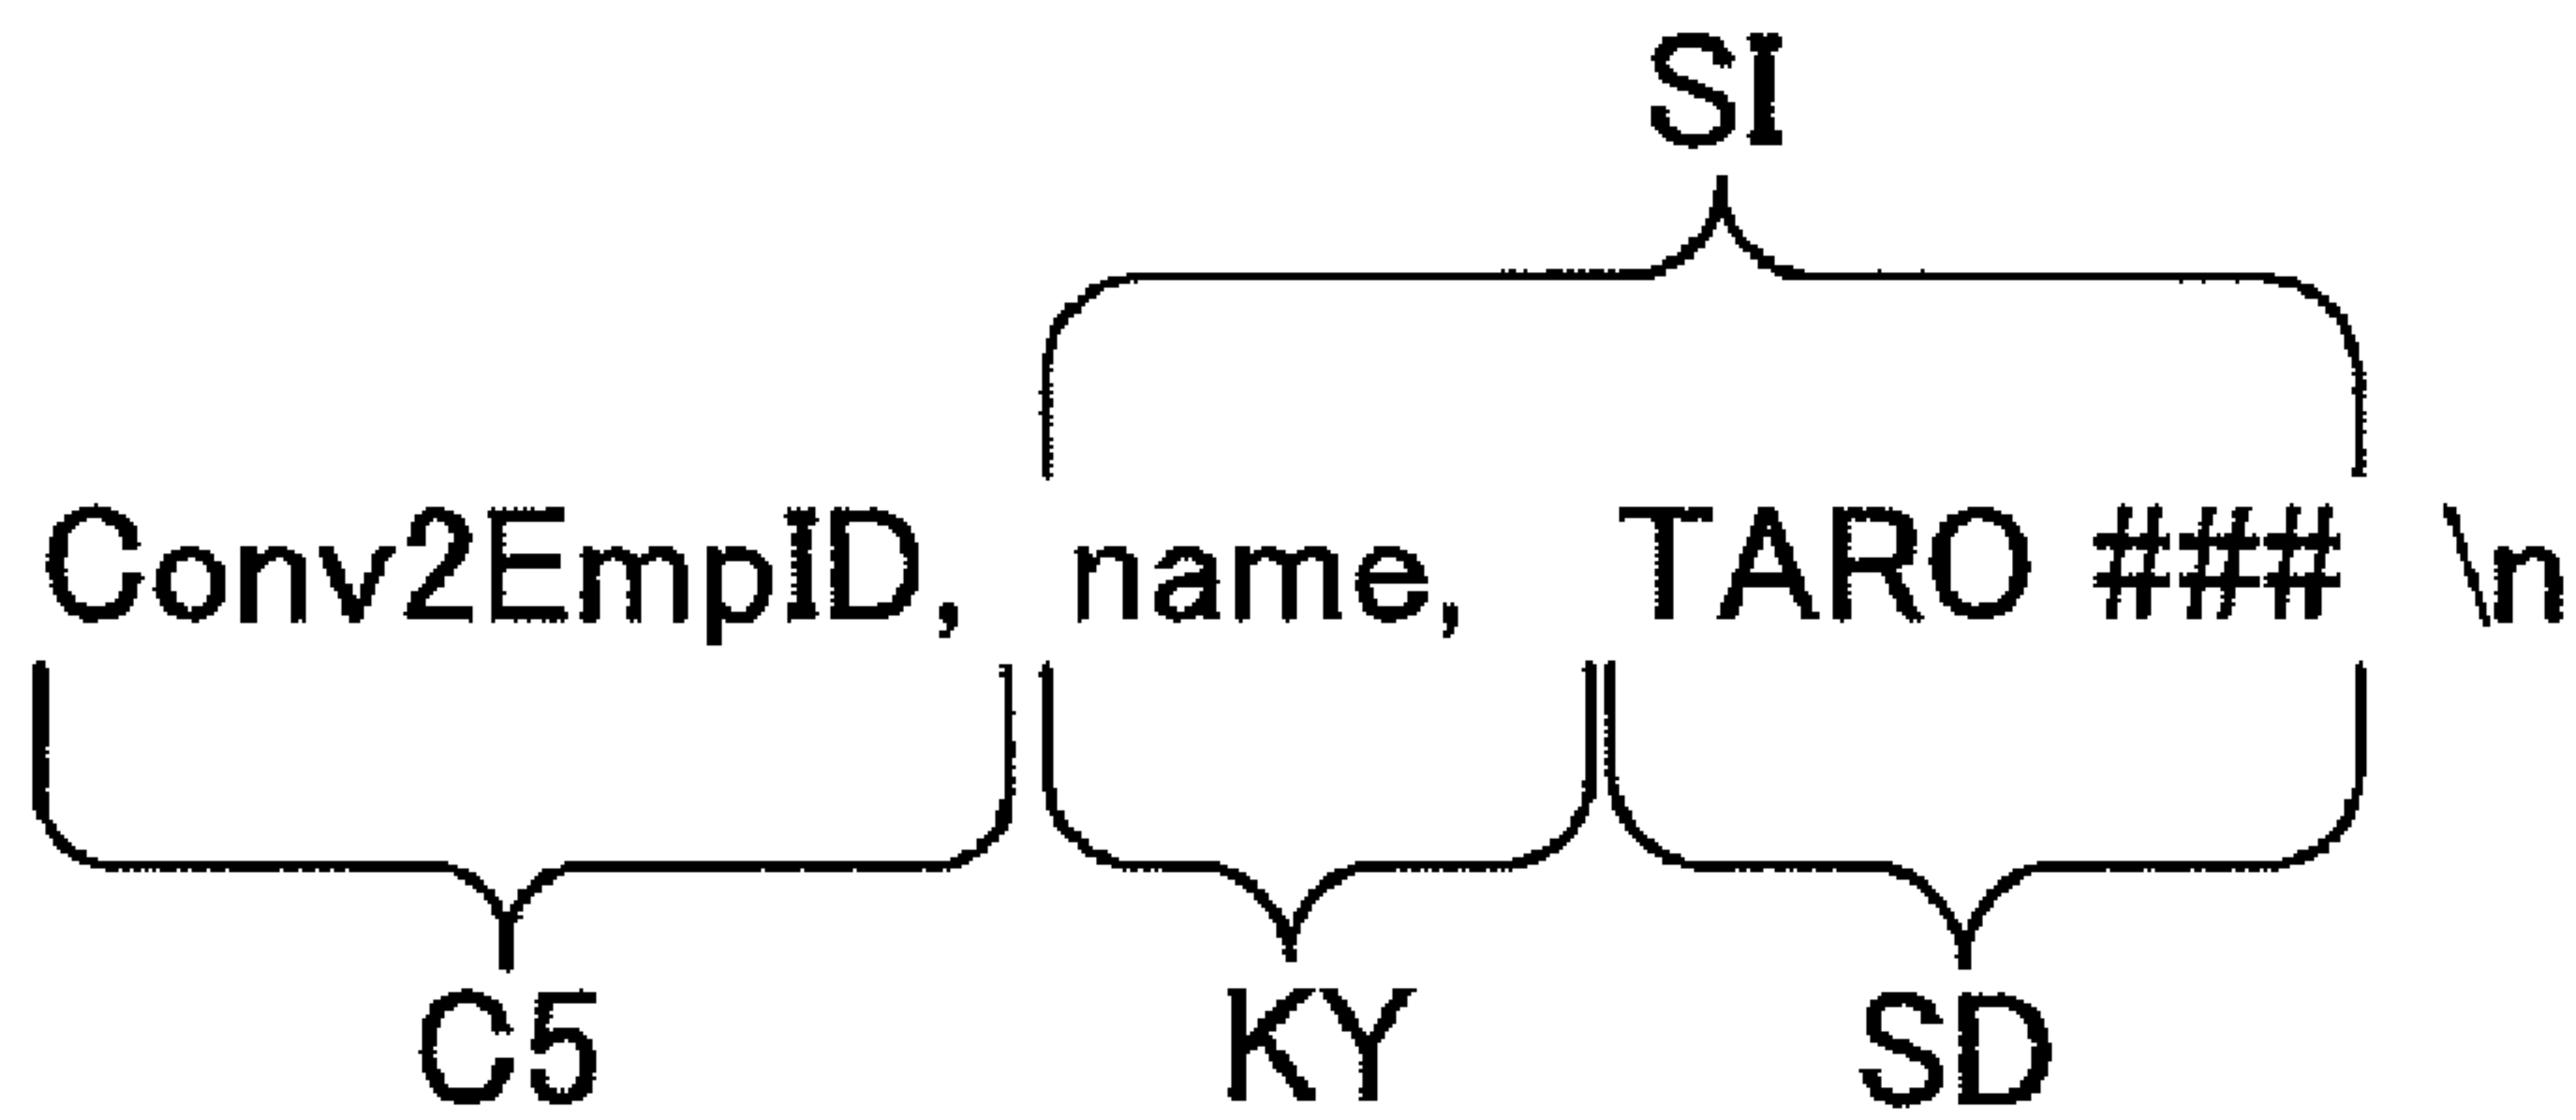 SI
Conv2EmpID, name, TARO ### \n
C5 KY SD